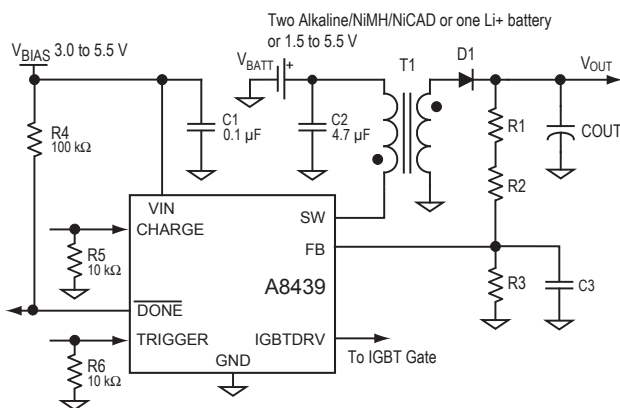 Two Alkaline/NiMH/NiCAD or one Li+ battery
or 1.5 to 5.5 V
VBIAS 3.0 to 5.5 V
VBATT
+
T1
D1
VOUT
R4
100 kΩ
C1
0.1 µF
C2
4.7 µF
R1
COUT
R2
VIN
SW
CHARGE
R5
10 kΩ
FB
A8439
R3
C3
DONE
TRIGGER
IGBTDRV
To IGBT Gate
GND
R6
10 kΩ